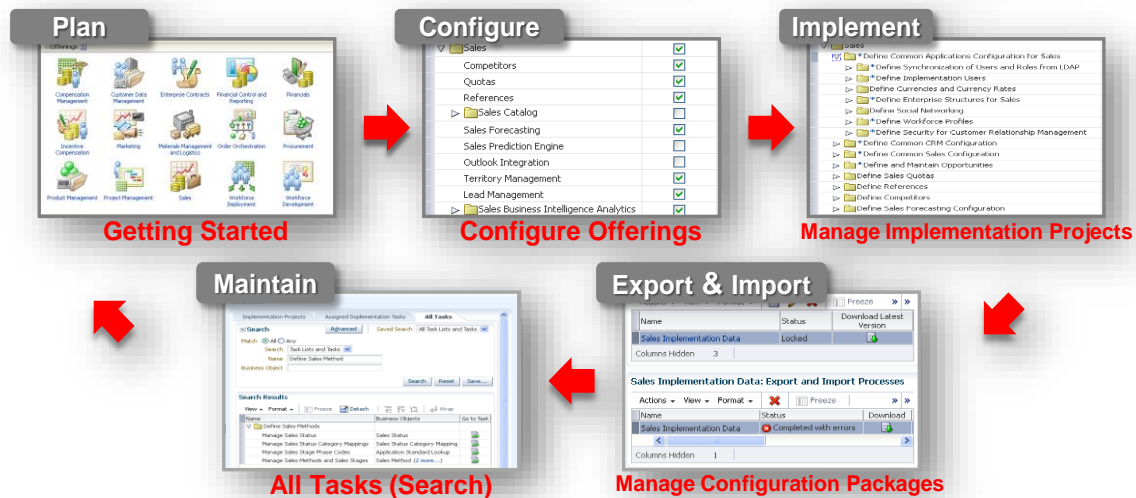 Plan
Offerings
Compensation Management
Customer Data Management
Enterprise Contracts
Financial Control and Reporting
Financials
Incentive Compensation
Marketing
Materials Management and Logistics
Order Orchestration
Procurement
Product Management
Project Management
Sales
Workforce Deployment
Workforce Development
Getting Started
Configure
Sales
Competitors
Quotas
References
Sales Catalog
Sales Forecasting
Sales Prediction Engine
Outlook Integration
Territory Management
Lead Management
Sales Business Intelligence Analytics
Configure Offerings
Implement
Sales
*Define Common Applications Configuration for Sales
*Define Synchronization of Users and Roles from LDAP
*Define Implementation Users
Define Currencies and Currency Rates
*Define Enterprise Structures for Sales
Define Social Networking
*Define Workforce Profiles
*Define Security for Customer Relationship Management
*Define Common CRM Configuration
*Define Common Sales Configuration
*Define and Maintain Opportunities
Define Sales Quotas
Define References
Define Competitors
Define Sales Forecasting Configuration
Manage Implementation Projects
Maintain
Implementation Projects Assigned Implementation Tasks All Tasks
Search Advanced Saved Search All Task Lists and Tasks
Match All Any
Search Task Lists and Tasks
Name Define Sales Method
Business Object
Search Reset Save...
Search Results
View Format Freeze Detach Wrap
Name Business Objects Go to Task
Define Sales Methods
Manage Sales Status Sales Status
Manage Sales Status Category Mappings Sales Status Category Mapping
Manage Sales Stage Phase Codes Application Standard Lookup
Manage Sales Methods and Sales Stages Sales Method (2 more...)
All Tasks (Search)
Export & Import
Freeze
Name Status Download Latest Version
Sales Implementation Data Locked
Columns Hidden 3
Sales Implementation Data: Export and Import Processes
Actions View Format Freeze
Name Status Download
Sales Implementation Data Completed with errors
Columns Hidden 1
Manage Configuration Packages